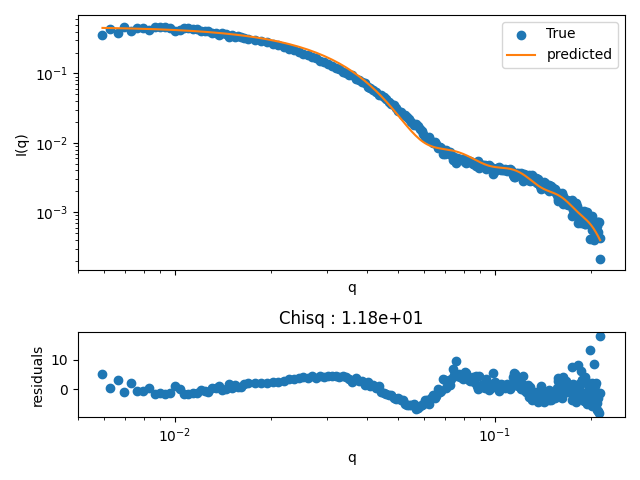 True
predicted
I(q)
10⁻¹
10⁻²
10⁻³
q
Chisq : 1.18e+01
residuals
10
0
10⁻²
10⁻¹
q